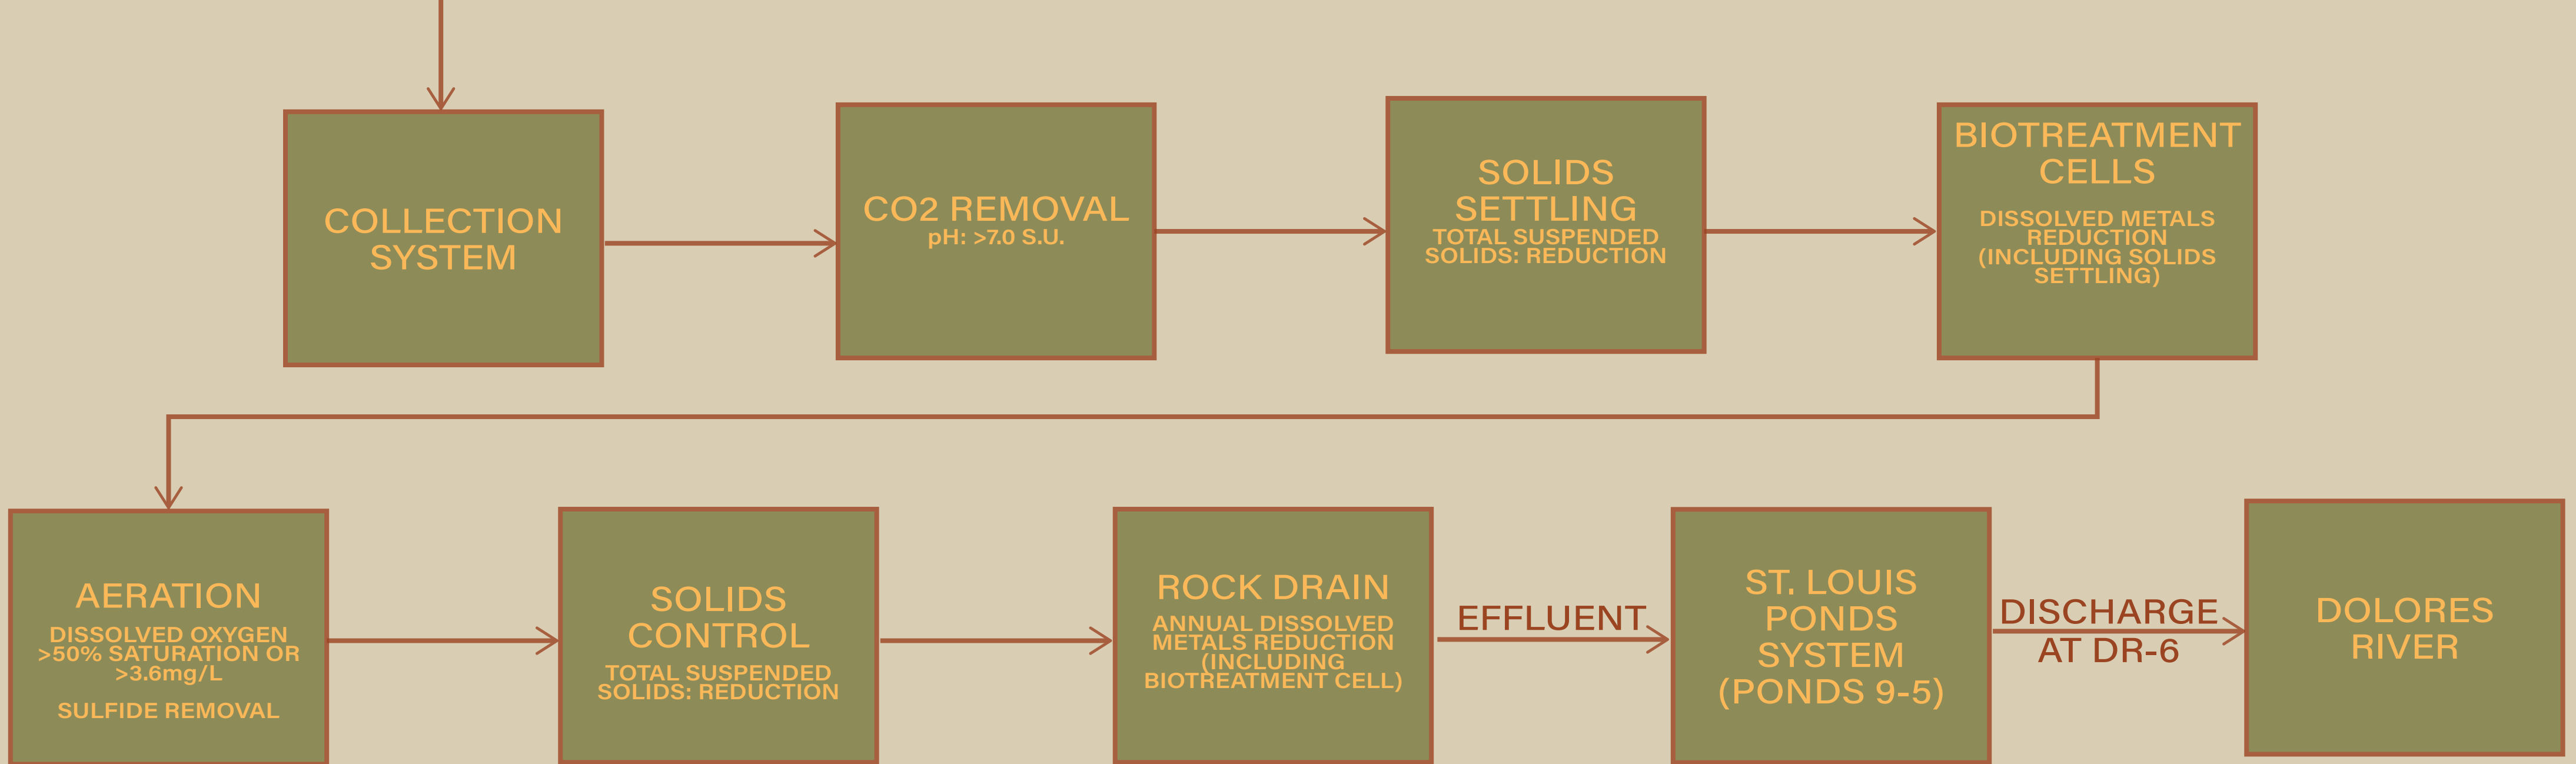 COLLECTION
SYSTEM
CO2 REMOVAL
pH: >7.0 S.U.
SOLIDS
SETTLING
TOTAL SUSPENDED
SOLIDS: REDUCTION
BIOTREATMENT
CELLS
DISSOLVED METALS
REDUCTION
(INCLUDING SOLIDS
SETTLING)
AERATION
DISSOLVED OXYGEN
>50% SATURATION OR
>3.6mg/L
SULFIDE REMOVAL
SOLIDS
CONTROL
TOTAL SUSPENDED
SOLIDS: REDUCTION
ROCK DRAIN
ANNUAL DISSOLVED
METALS REDUCTION
(INCLUDING
BIOTREATMENT CELL)
EFFLUENT
ST. LOUIS
PONDS
SYSTEM
(PONDS 9-5)
DISCHARGE
AT DR-6
DOLORES
RIVER